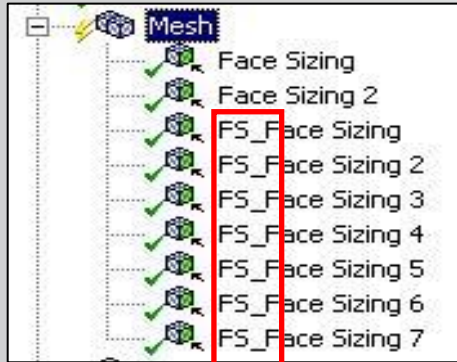 Mesh
Face Sizing
Face Sizing 2
FS_Face Sizing
FS_Face Sizing 2
FS_Face Sizing 3
FS_Face Sizing 4
FS_Face Sizing 5
FS_Face Sizing 6
FS_Face Sizing 7